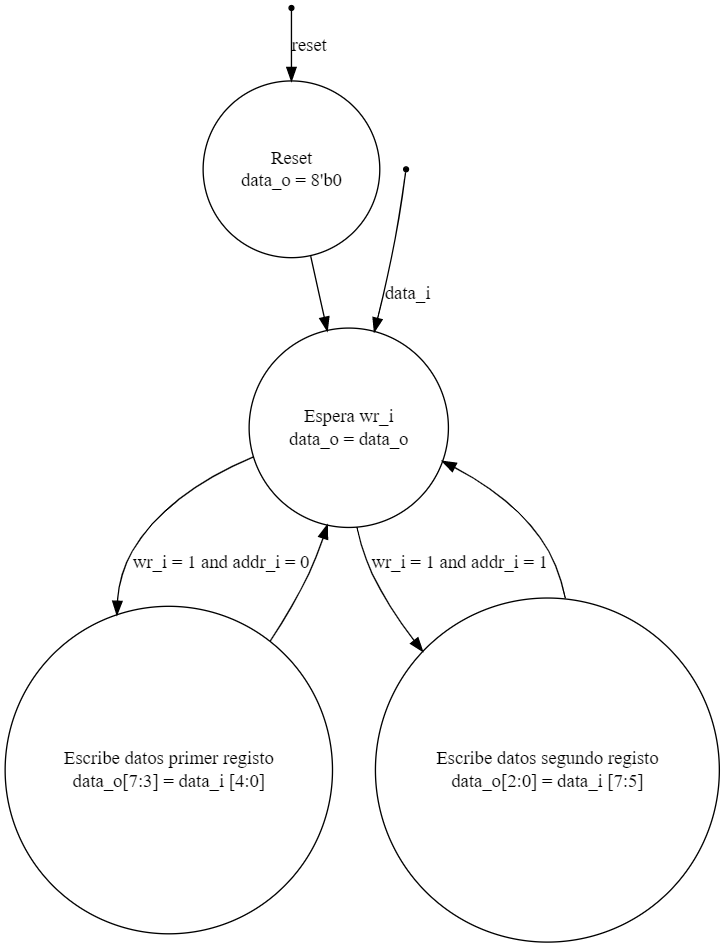 reset
Reset
data_o = 8'b0
data_i
Espera wr_i
data_o = data_o
wr_i = 1 and addr_i = 0
wr_i = 1 and addr_i = 1
Escribe datos primer registo
data_o[7:3] = data_i [4:0]
Escribe datos segundo registo
data_o[2:0] = data_i [7:5]